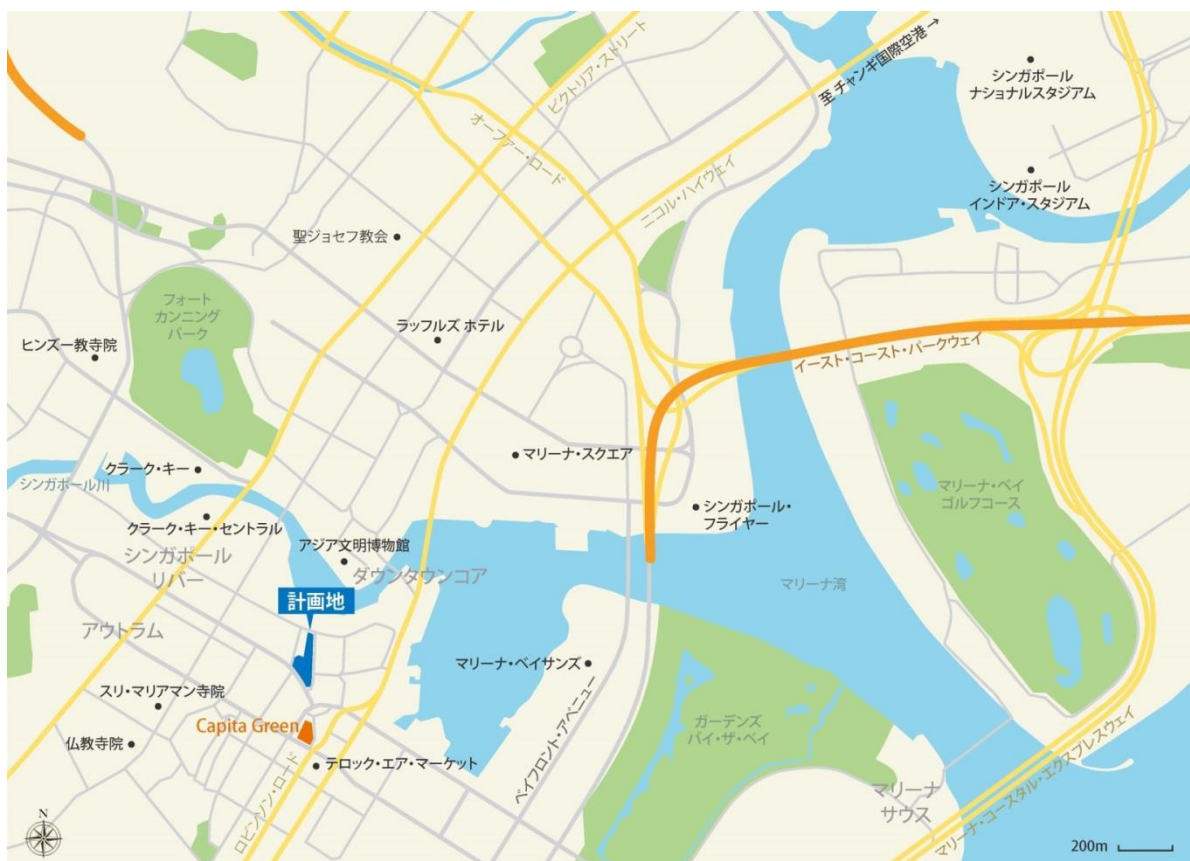 至 チャンギ国際空港 →
シンガポール
ナショナルスタジアム
ビクトリア・ストリート
オーファー・ロード
ニコル・ハイウェイ
シンガポール
インドア・スタジアム
聖ジョセフ教会
フォート
カンニング
パーク
ラッフルズ ホテル
ヒンズー教寺院
イースト・コースト・パークウェイ
マリーナ・スクエア
クラーク・キー
シンガポール川
マリーナ・ベイ
ゴルフコース
シンガポール・
フライヤー
クラーク・キー・セントラル
アジア文明博物館
シンガポール
リバー
ダウンタウンコア
マリーナ湾
計画地
アウトラム
マリーナ・ベイサンズ
スリ・マリアマン寺院
Capita Green
ガーデンズ
バイ・ザ・ベイ
仏教寺院
テロック・エア・マーケット
ベイフロント・アベニュー
ロビンソン・ロード
マリーナ
サウス
マリーナ・コースタル・エクスプレスウェイ
N
200m